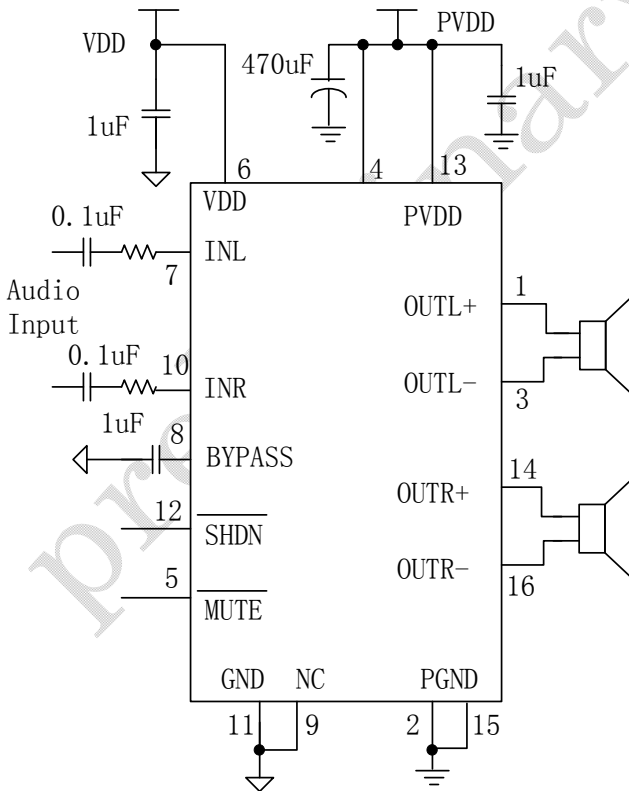 VDD
PVDD
470uF
1uF
1uF
6
4
13
VDD
PVDD
0.1uF
7
INL
Audio
Input
1
OUTL+
0.1uF
10
INR
OUTL-
3
1uF
8
BYPASS
14
OUTR+
12
SHDN
OUTR-
16
5
MUTE
GND
NC
PGND
11
9
2
15
preliminary